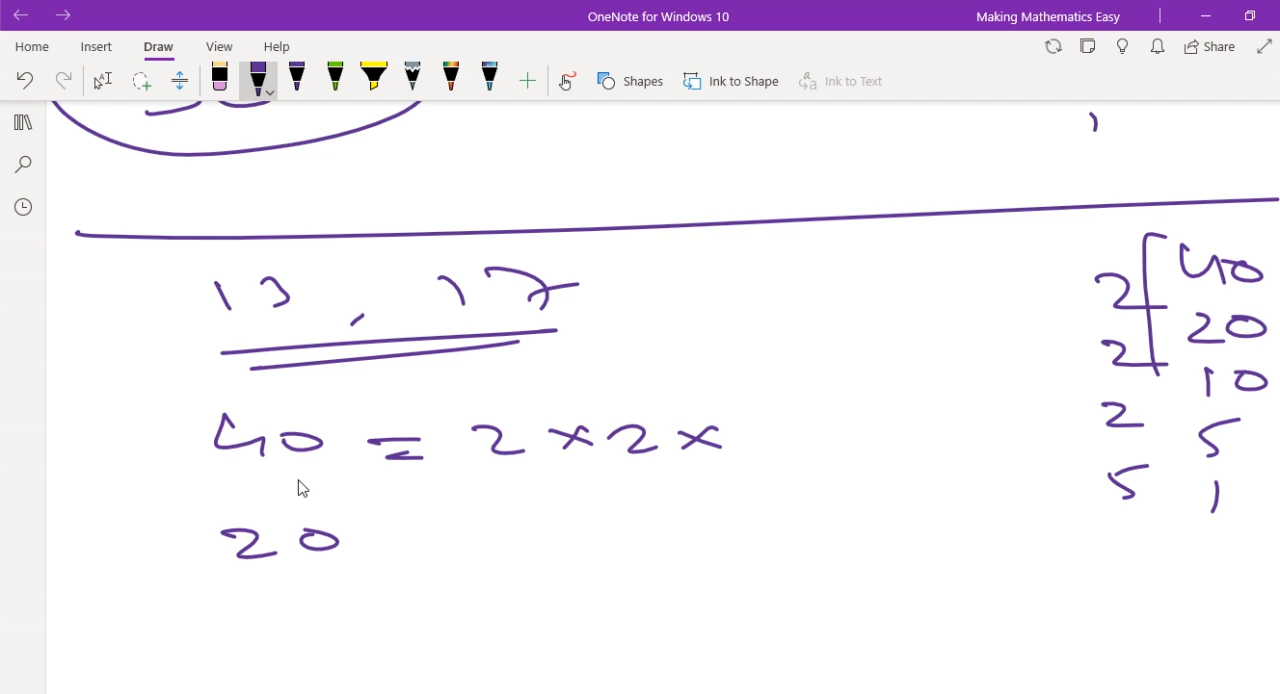 OneNote for Windows 10
Making Mathematics Easy
Home Insert Draw View Help
Share
Shapes
Ink to Shape
Ink to Text
13, 17
40 = 2 × 2 ×
20
2 40
2 20
2 10
5 5
1